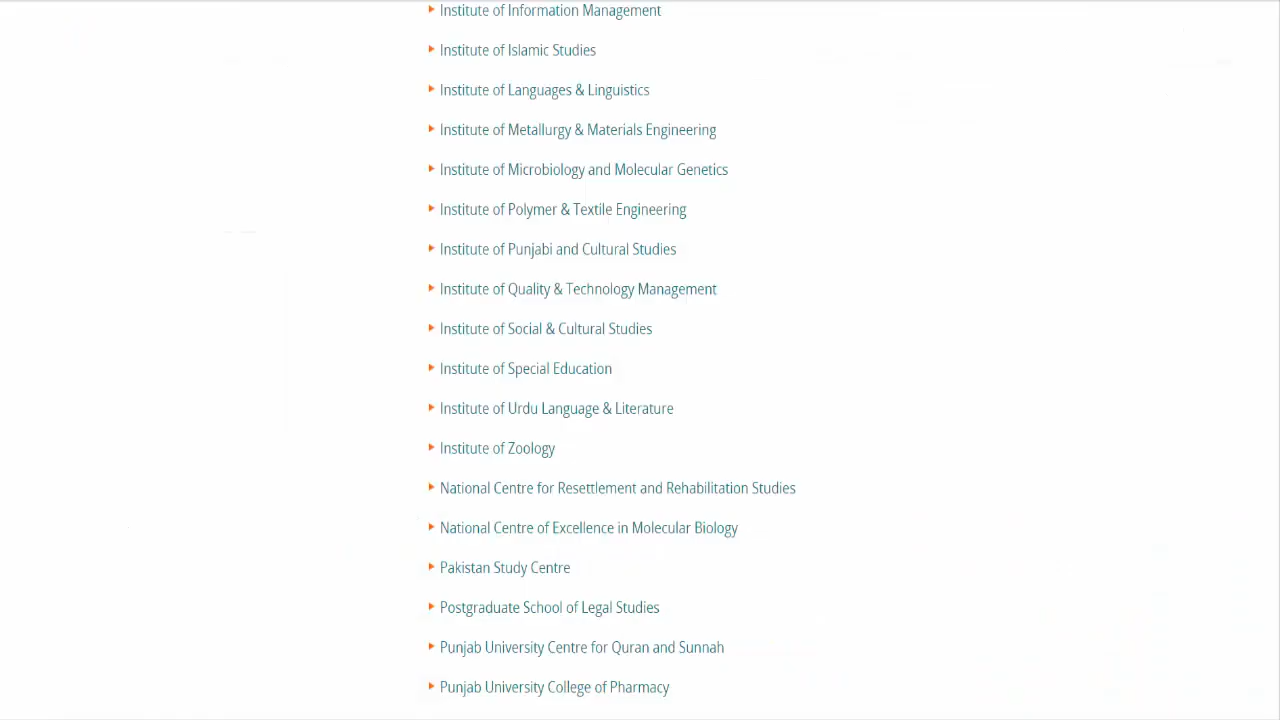 Institute of Information Management
Institute of Islamic Studies
Institute of Languages & Linguistics
Institute of Metallurgy & Materials Engineering
Institute of Microbiology and Molecular Genetics
Institute of Polymer & Textile Engineering
Institute of Punjabi and Cultural Studies
Institute of Quality & Technology Management
Institute of Social & Cultural Studies
Institute of Special Education
Institute of Urdu Language & Literature
Institute of Zoology
National Centre for Resettlement and Rehabilitation Studies
National Centre of Excellence in Molecular Biology
Pakistan Study Centre
Postgraduate School of Legal Studies
Punjab University Centre for Quran and Sunnah
Punjab University College of Pharmacy